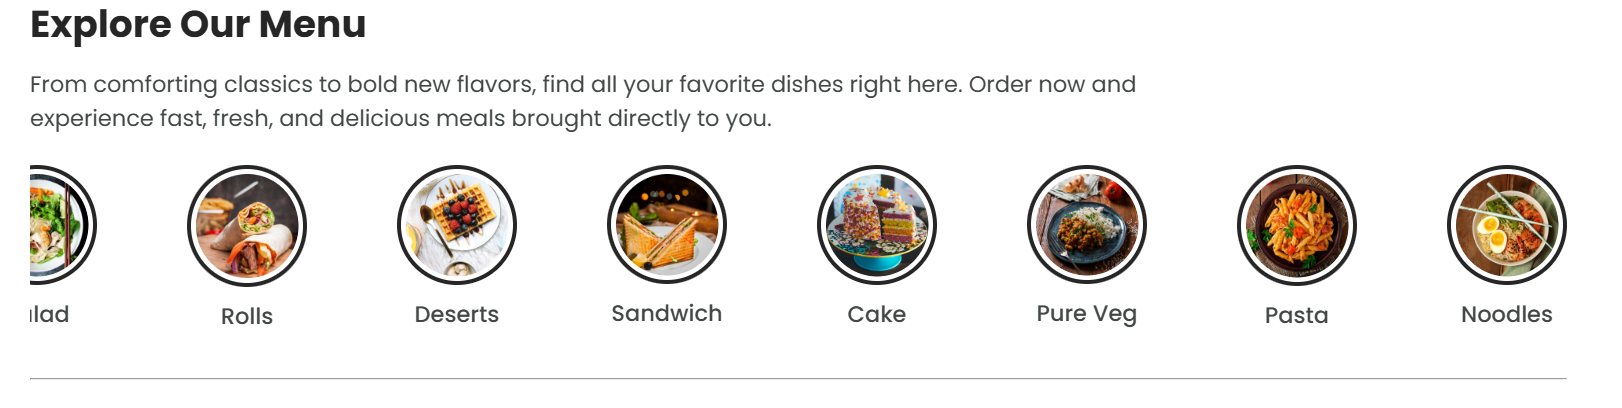 Explore Our Menu
From comforting classics to bold new flavors, find all your favorite dishes right here. Order now and
experience fast, fresh, and delicious meals brought directly to you.
Rolls
Deserts
Sandwich
Cake
Pure Veg
Pasta
Noodles